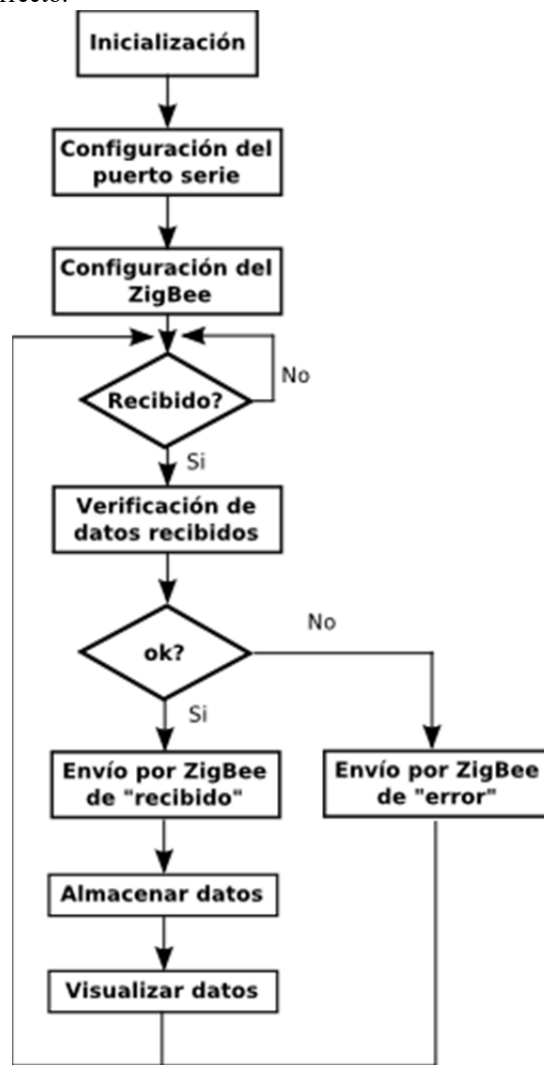 Inicialización
Configuración del
puerto serie
Configuración del
ZigBee
Recibido?
No
Si
Verificación de
datos recibidos
ok?
No
Si
Envío por ZigBee
de "recibido"
Envío por ZigBee
de "error"
Almacenar datos
Visualizar datos